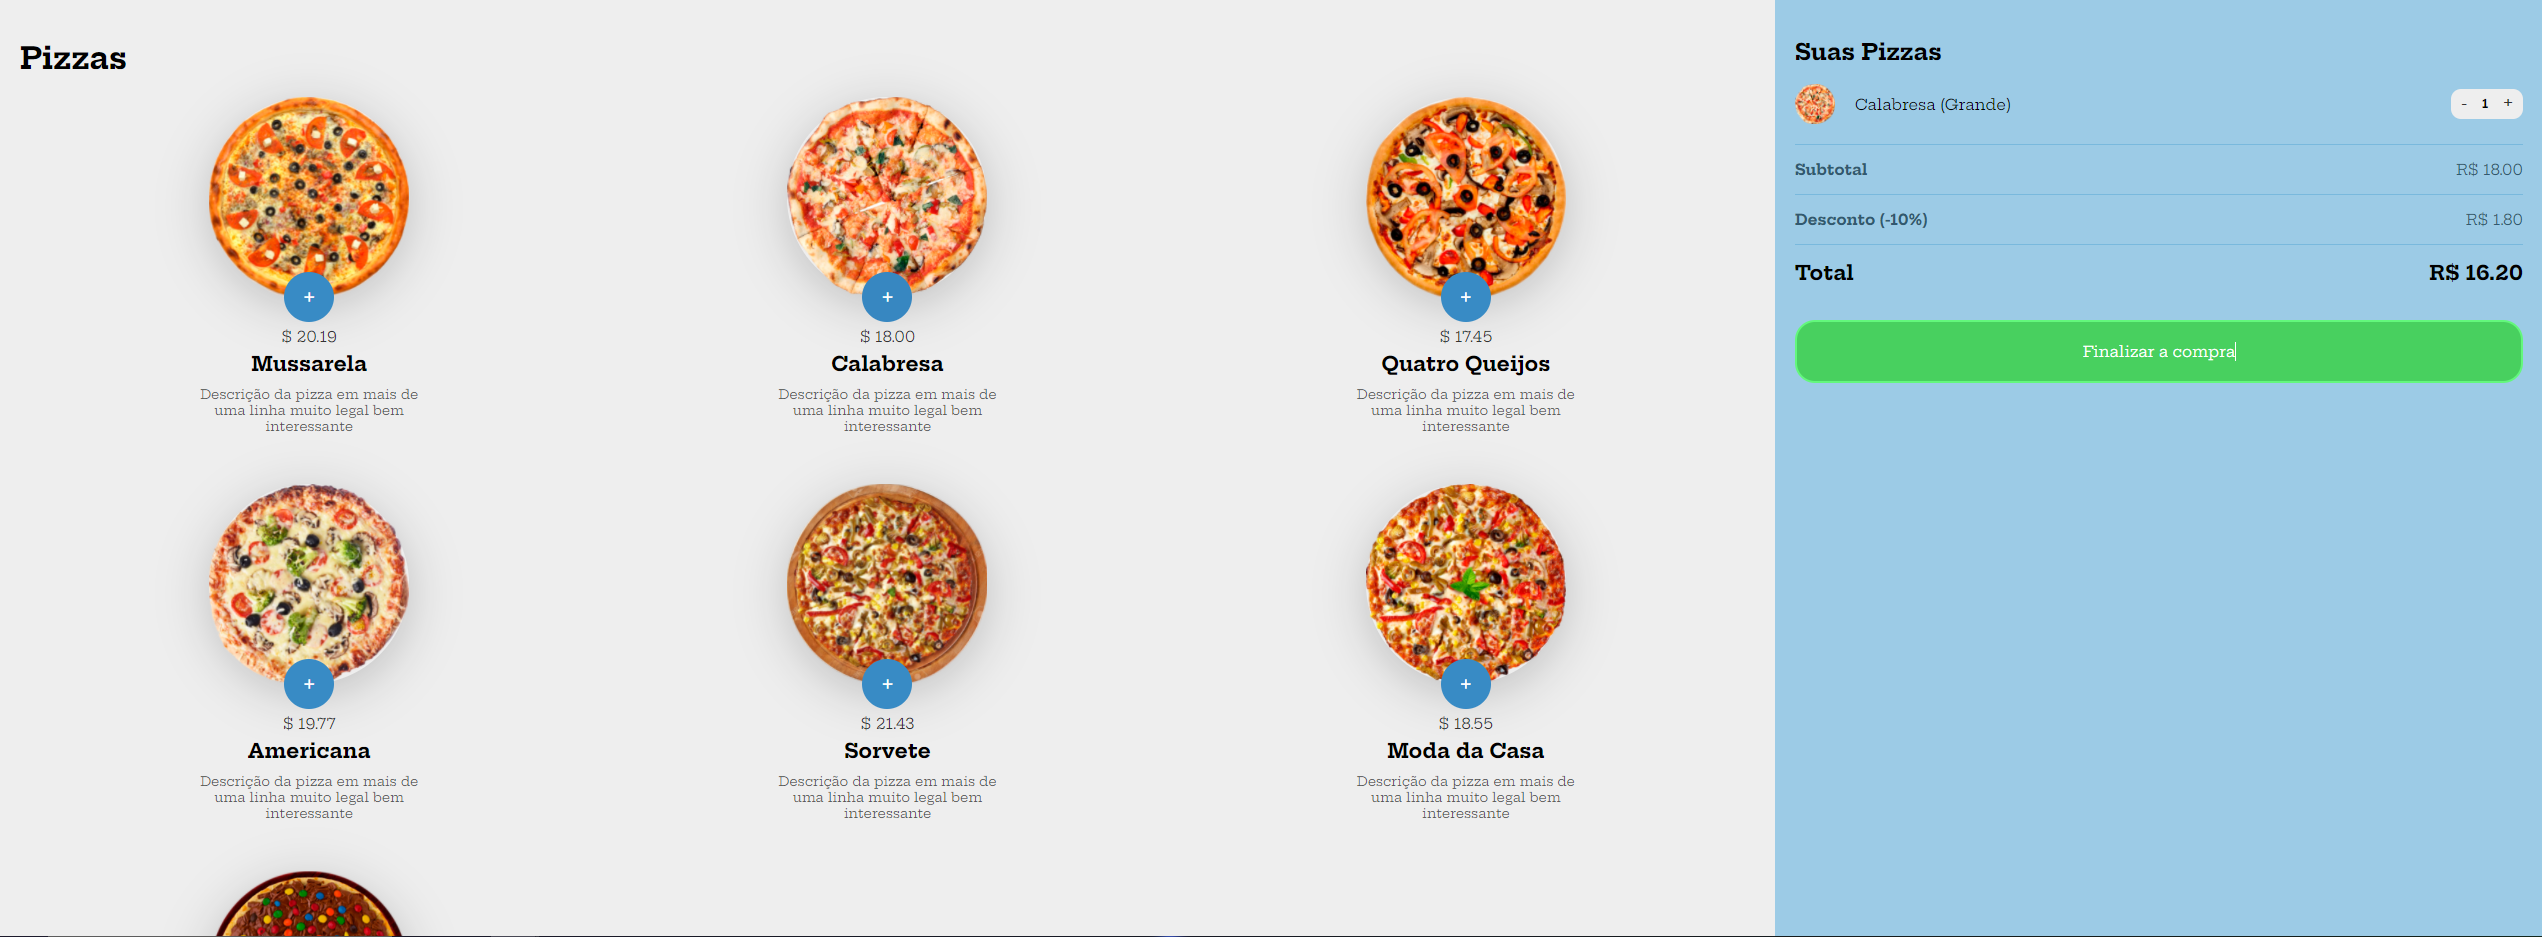 Pizzas
+
$ 20.19
Mussarela
Descrição da pizza em mais de
uma linha muito legal bem
interessante
+
$ 18.00
Calabresa
Descrição da pizza em mais de
uma linha muito legal bem
interessante
+
$ 17.45
Quatro Queijos
Descrição da pizza em mais de
uma linha muito legal bem
interessante
+
$ 19.77
Americana
Descrição da pizza em mais de
uma linha muito legal bem
interessante
+
$ 21.43
Sorvete
Descrição da pizza em mais de
uma linha muito legal bem
interessante
+
$ 18.55
Moda da Casa
Descrição da pizza em mais de
uma linha muito legal bem
interessante
Suas Pizzas
Calabresa (Grande) - 1 +
Subtotal R$ 18.00
Desconto (-10%) R$ 1.80
Total R$ 16.20
Finalizar a compra